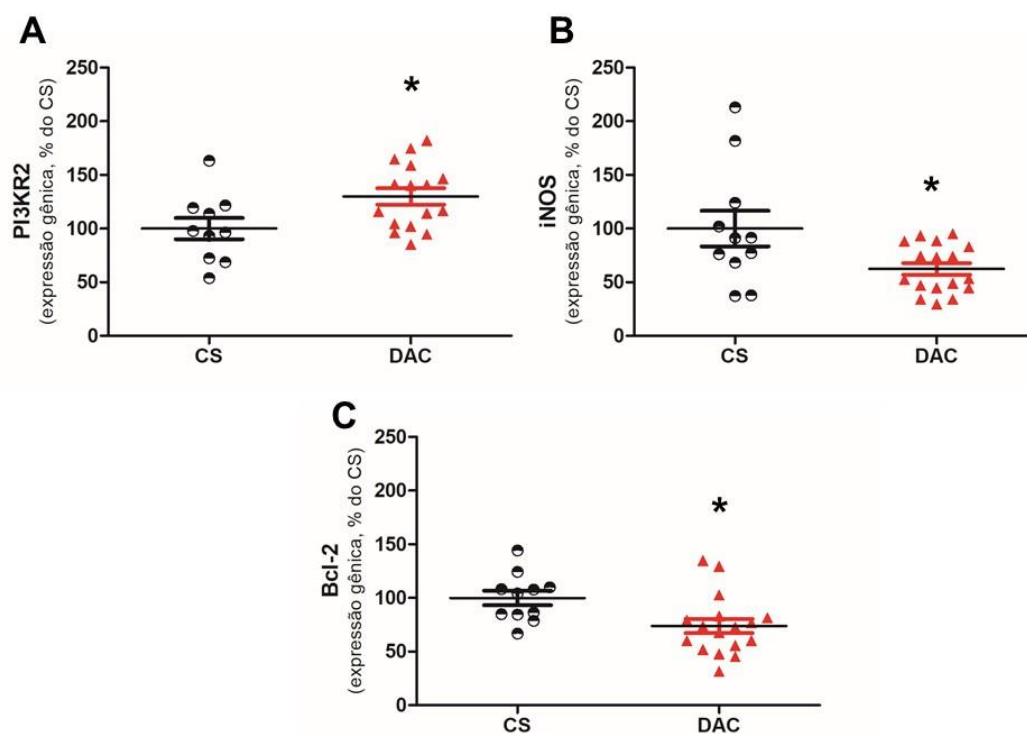 A
PI3KR2
(expressão gênica, % do CS)
250
200
150
100
50
0
*
CS
DAC
B
iNOS
(expressão gênica, % do CS)
250
200
150
100
50
0
*
CS
DAC
C
Bcl-2
(expressão gênica, % do CS)
250
200
150
100
50
0
*
CS
DAC